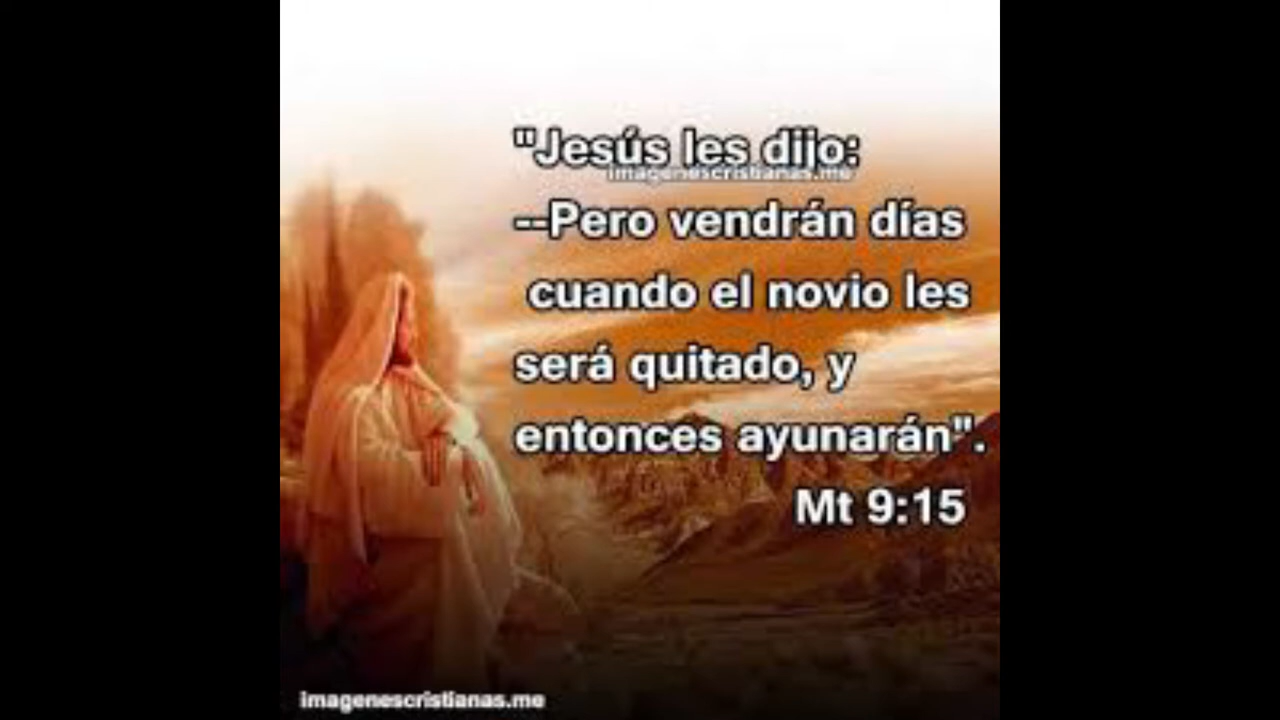 "Jesús les dijo:
imagenescristianas.me
--Pero vendrán días
cuando el novio les
será quitado, y
entonces ayunarán".
Mt 9:15
imagenescristianas.me